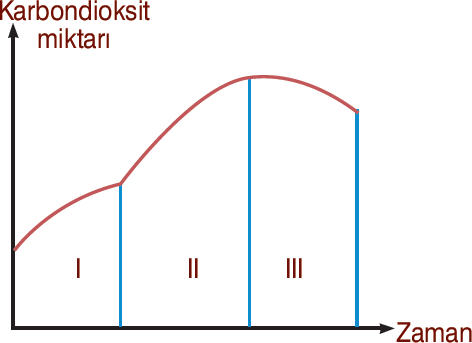 Karbondioksit
miktarı
I
II
III
Zaman